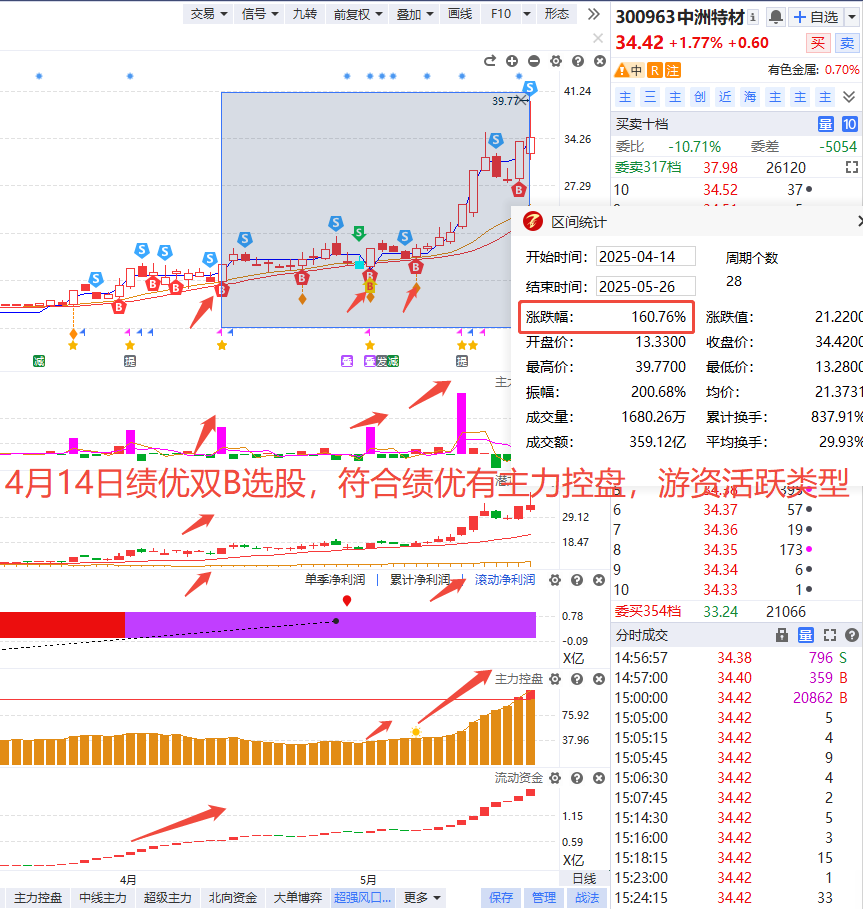 交易 信号 九转 前复权 叠加 画线 F10 形态
300963中洲特材
自选
34.42 +1.77% +0.60
买 卖
中 R 注
有色金属: 0.70%
主 三 主 创 近 海 主 主 主
买卖十档 量 10
委比 -10.71% 委差 -5054
委卖317档 37.98 26120
10 34.52 37
39.77
41.24
34.26
27.29
区间统计
开始时间: 2025-04-14 周期个数
结束时间: 2025-05-26 28
涨跌幅: 160.76% 涨跌值: 21.2200
开盘价: 13.3300 收盘价: 34.4200
最高价: 39.7700 最低价: 13.2800
振幅: 200.68% 均价: 21.3731
成交量: 1680.26万 累计换手: 837.91%
成交额: 359.12亿 平均换手: 29.93%
S S S S S S S S S S
B B B B B B B B B
减 提 发 减 提
4月14日绩优双B选股，符合绩优有主力控盘，游资活跃类型
29.12
18.47
6 34.37 57
7 34.36 19
8 34.35 173
9 34.34 6
10 34.33 1
委买354档 33.24 21066
单季净利润 | 累计净利润 | 滚动净利润
0.78
-0.09
X亿
主力控盘
75.92
37.96
流动资金
1.15
0.59
X亿
分时成交 量
14:56:57 34.38 796 S
14:57:00 34.40 359 B
15:00:00 34.42 20862 B
15:05:00 34.42 5
15:05:15 34.42 4
15:05:45 34.42 9
15:06:30 34.42 4
15:07:45 34.42 2
15:14:30 34.42 5
15:16:00 34.42 3
15:18:15 34.42 15
15:23:00 34.42 1
15:24:15 34.42 33
4月 5月 日线
主力控盘 中线主力 超级主力 北向资金 大单博弈 超强风口... 更多 保存 管理 战法